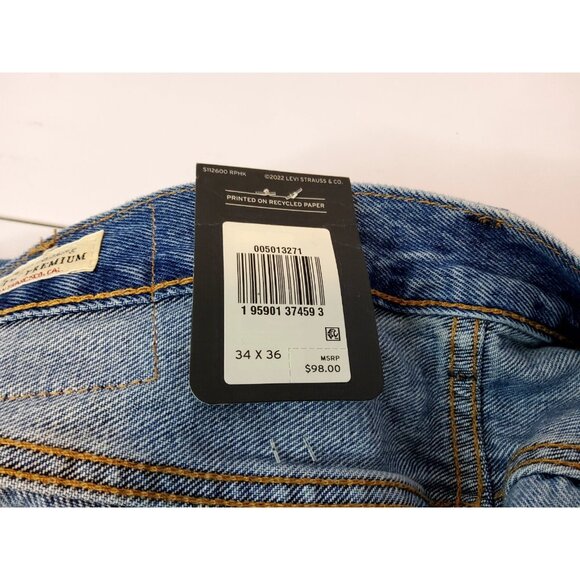 S112600 RPHK ©2022 LEVI STRAUSS & CO.
PRINTED ON RECYCLED PAPER
005013271
1 95901 37459 3
34 X 36
MSRP
$98.00
PREMIUM